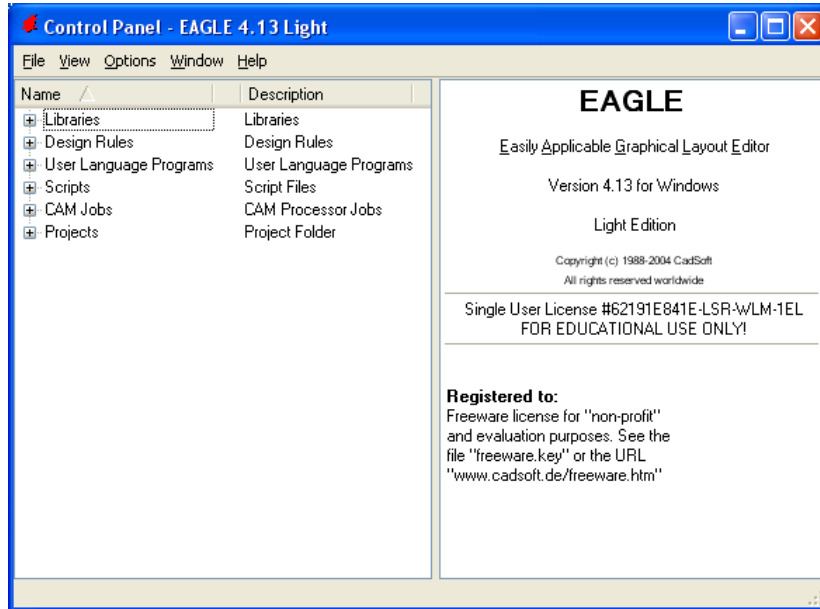 Control Panel - EAGLE 4.13 Light
File View Options Window Help
Name Description
Libraries Libraries
Design Rules Design Rules
User Language Programs User Language Programs
Scripts Script Files
CAM Jobs CAM Processor Jobs
Projects Project Folder
EAGLE
Easily Applicable Graphical Layout Editor
Version 4.13 for Windows
Light Edition
Copyright (c) 1988-2004 CadSoft
All rights reserved worldwide
Single User License #62191E841E-LSR-WLM-1EL
FOR EDUCATIONAL USE ONLY!
Registered to:
Freeware license for "non-profit"
and evaluation purposes. See the
file "freeware.key" or the URL
"www.cadsoft.de/freeware.htm"